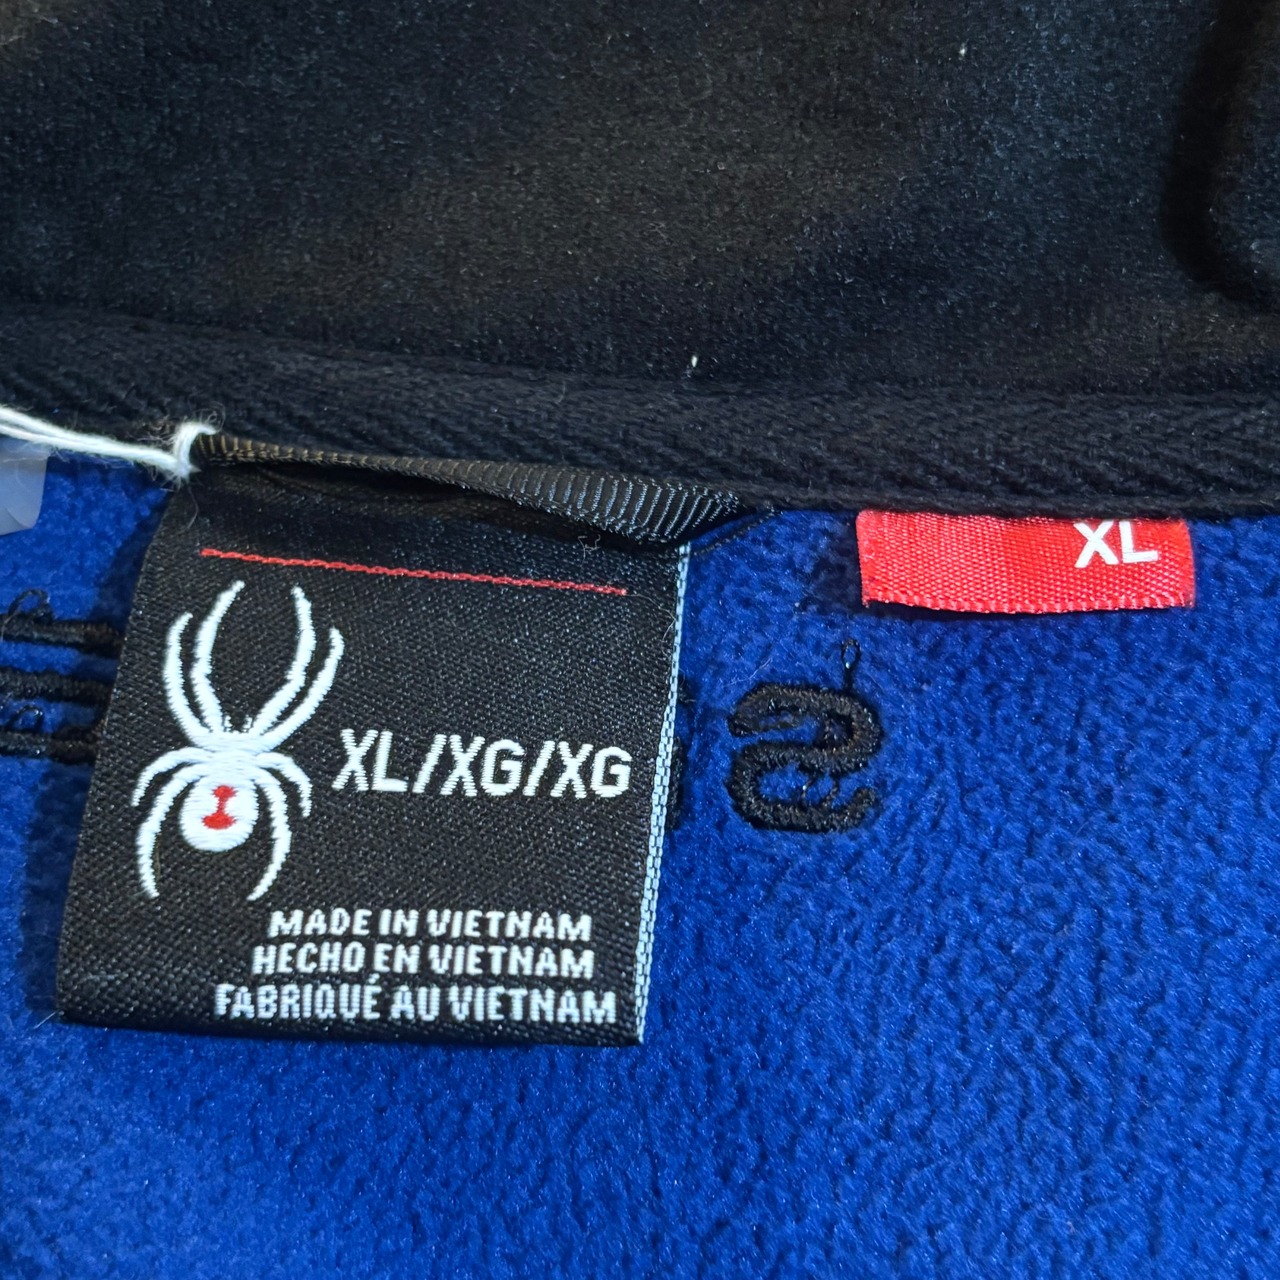 XL
XL/XG/XG
MADE IN VIETNAM
HECHO EN VIETNAM
FABRIQUÉ AU VIETNAM